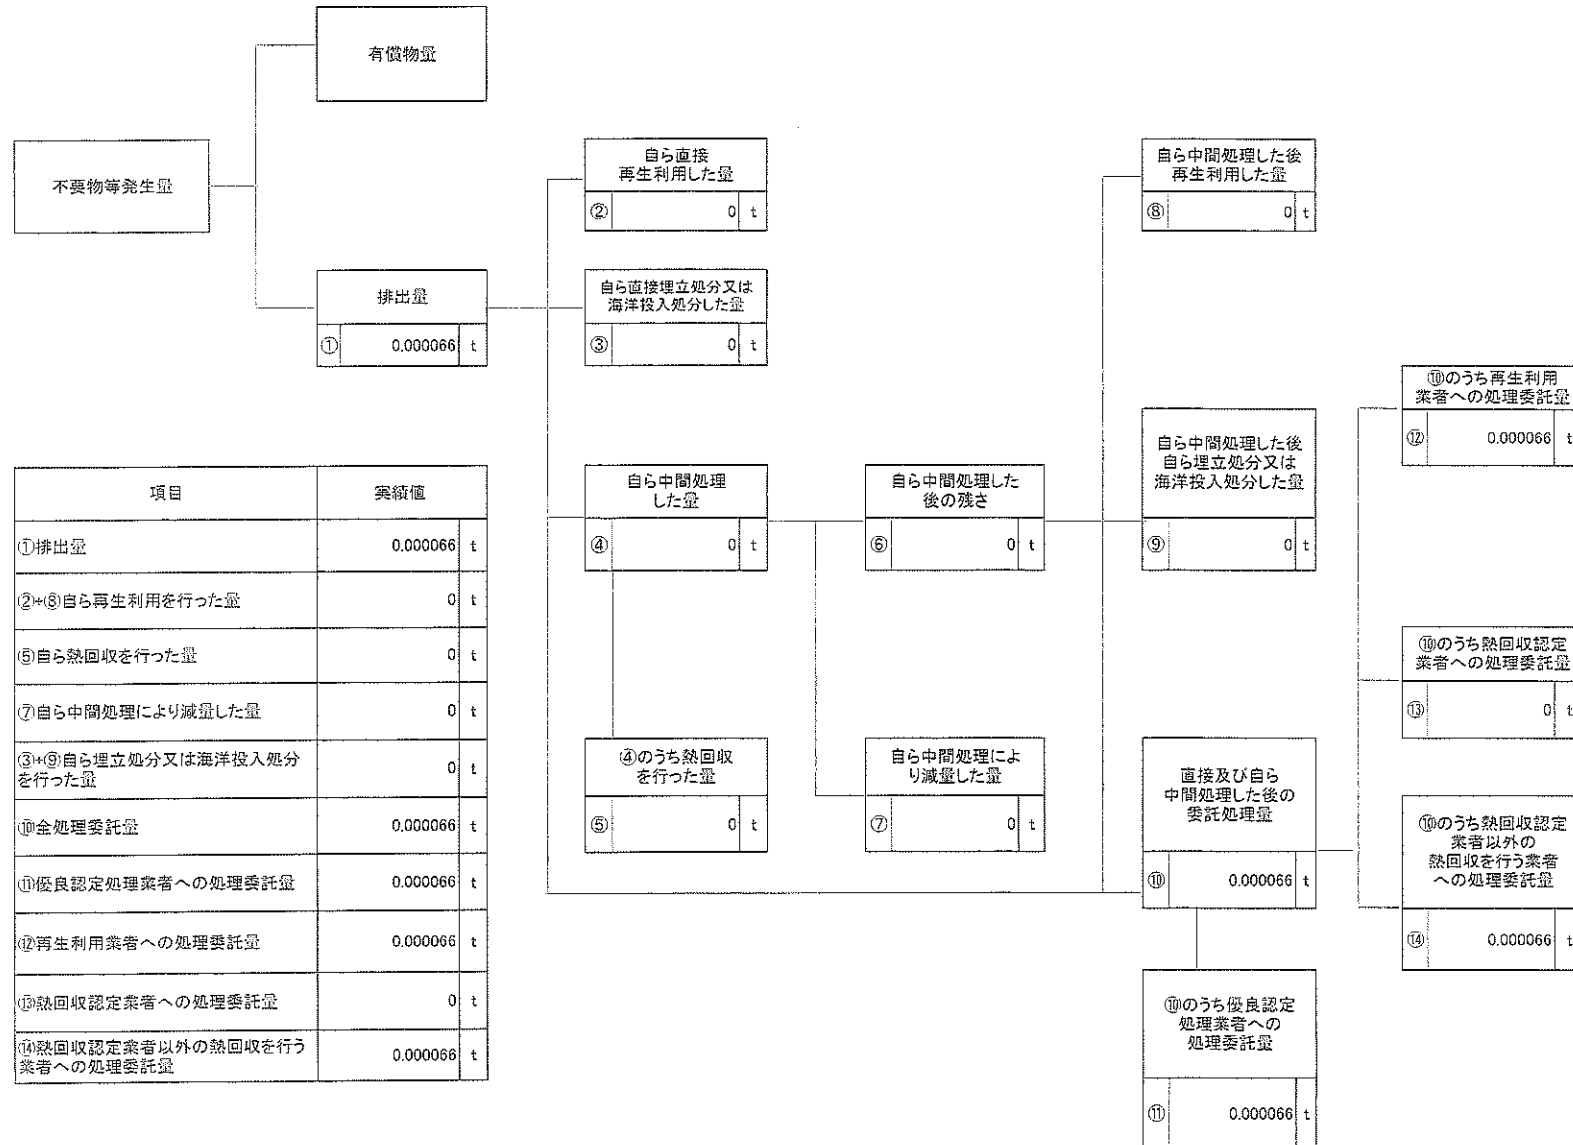 有償物量
不要物等発生量
排出量
① 0.000066 t
自ら直接
再生利用した量
② 0 t
自ら直接埋立処分又は
海洋投入処分した量
③ 0 t
自ら中間処理
した量
④ 0 t
④のうち熱回収
を行った量
⑤ 0 t
自ら中間処理した
後の残さ
⑥ 0 t
自ら中間処理によ
り減量した量
⑦ 0 t
自ら中間処理した後
再生利用した量
⑧ 0 t
自ら中間処理した後
自ら埋立処分又は
海洋投入処分した量
⑨ 0 t
直接及び自ら
中間処理した後の
委託処理量
⑩ 0.000066 t
⑩のうち優良認定
処理業者への
処理委託量
⑪ 0.000066 t
⑩のうち再生利用
業者への処理委託量
⑫ 0.000066 t
⑩のうち熱回収認定
業者への処理委託量
⑬ 0 t
⑩のうち熱回収認定
業者以外の
熱回収を行う業者
への処理委託量
⑭ 0.000066 t
項目 実績値
①排出量 0.000066 t
②+⑧自ら再生利用を行った量 0 t
⑤自ら熱回収を行った量 0 t
⑦自ら中間処理により減量した量 0 t
③+⑨自ら埋立処分又は海洋投入処分
を行った量 0 t
⑩全処理委託量 0.000066 t
⑪優良認定処理業者への処理委託量 0.000066 t
⑫再生利用業者への処理委託量 0.000066 t
⑬熱回収認定業者への処理委託量 0 t
⑭熱回収認定業者以外の熱回収を行う
業者への処理委託量 0.000066 t